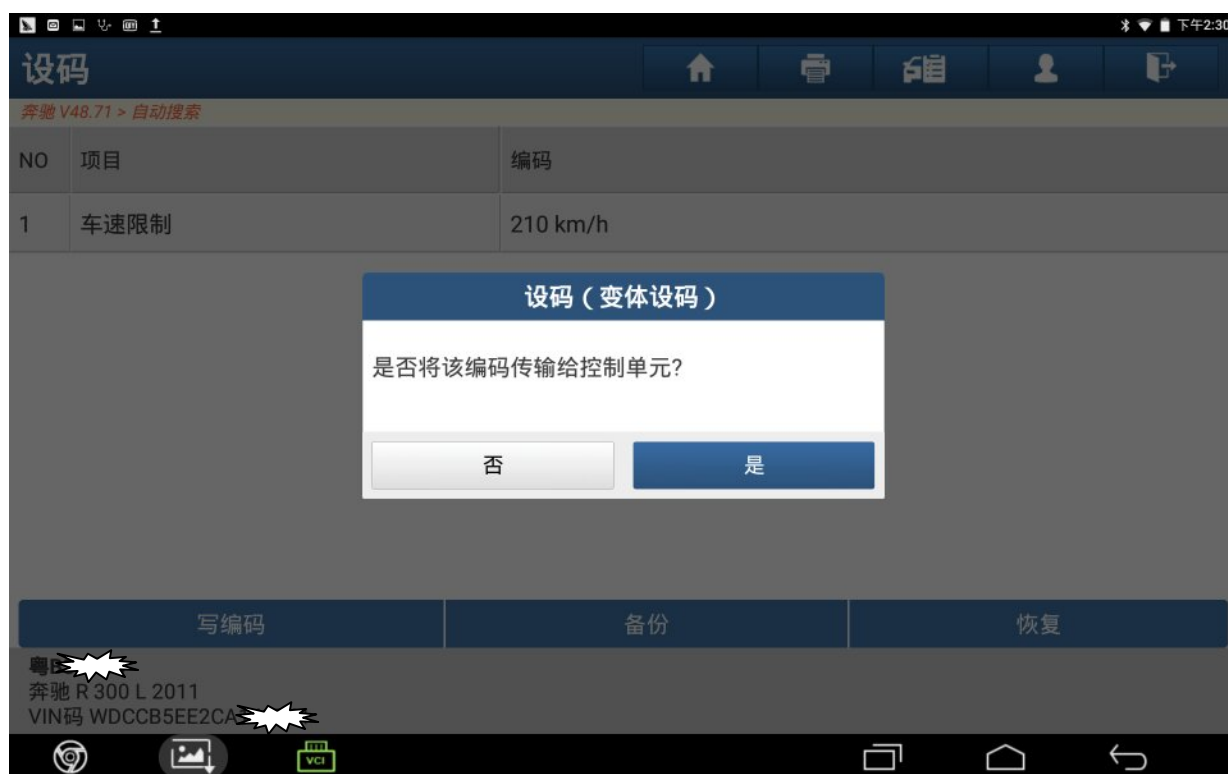 下午2:30
设码
奔驰 V48.71 > 自动搜索
NO 项目 编码
1 车速限制 210 km/h
设码（变体设码）
是否将该编码传输给控制单元?
否 是
写编码 备份 恢复
奔驰 R 300 L 2011
VIN码 WDCCB5EE2CA
VCI